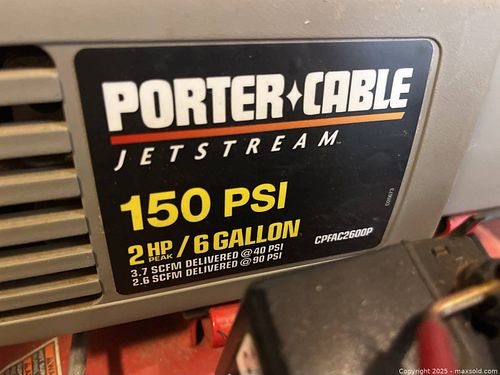 PORTER✦CABLE
JETSTREAM™
150 PSI
2 HP PEAK / 6 GALLON
3.7 SCFM DELIVERED @ 40 PSI
2.6 SCFM DELIVERED @ 90 PSI
CPFAC2600P
Copyright © 2025 - maxsold.com